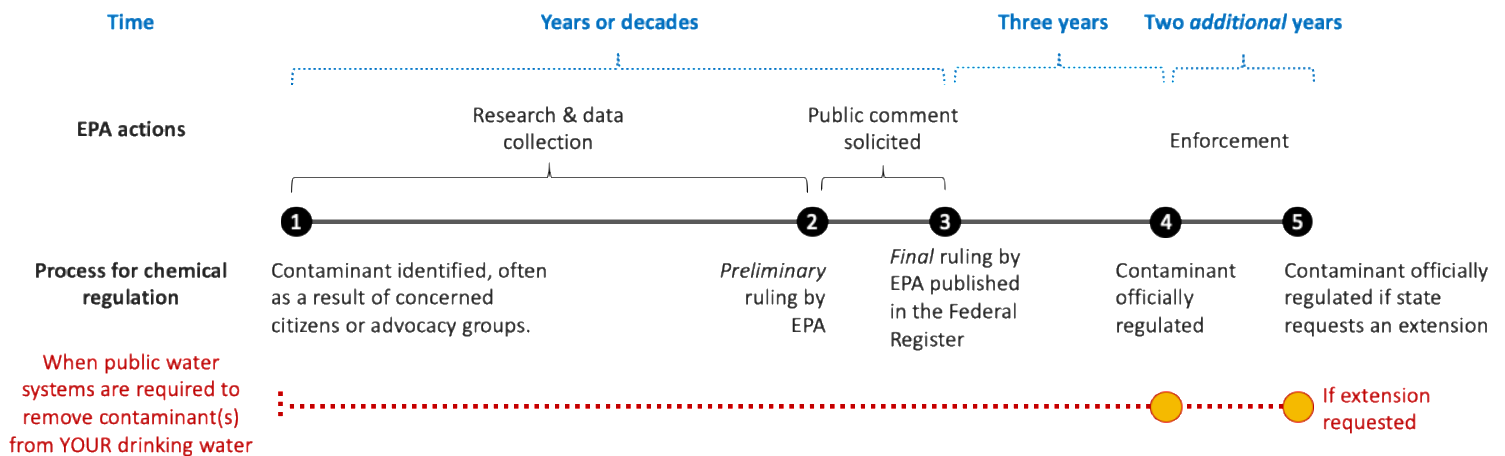 Time
Years or decades
Three years
Two additional years
EPA actions
Research & data
collection
Public comment
solicited
Enforcement
1
2
3
4
5
Process for chemical
regulation
Contaminant identified, often
as a result of concerned
citizens or advocacy groups.
Preliminary
ruling by
EPA
Final ruling by
EPA published
in the Federal
Register
Contaminant
officially
regulated
Contaminant officially
regulated if state
requests an extension
When public water
systems are required to
remove contaminant(s)
from YOUR drinking water
If extension
requested